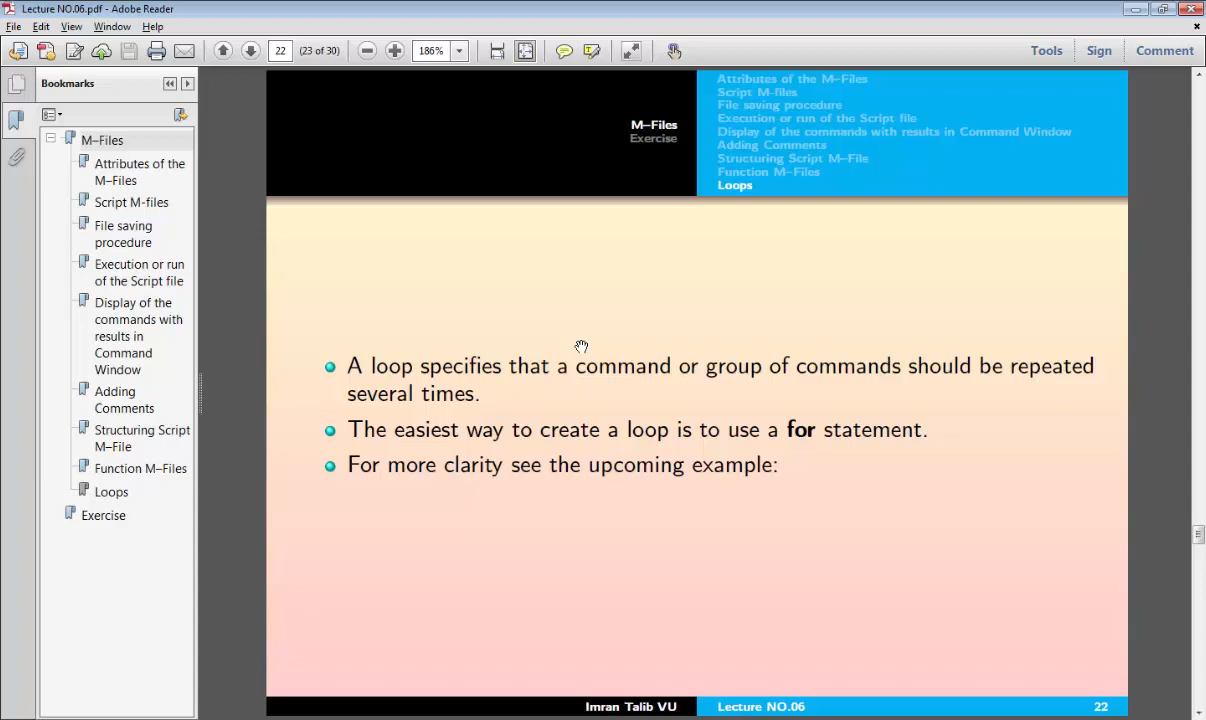 Lecture NO.06.pdf - Adobe Reader
File Edit View Window Help
22 (23 of 30) 186% Tools Sign Comment
Bookmarks
M–Files
Attributes of the
M–Files
Script M-files
File saving
procedure
Execution or run
of the Script file
Display of the
commands with
results in
Command
Window
Adding
Comments
Structuring Script
M–File
Function M–Files
Loops
Exercise
M–Files
Exercise
Attributes of the M–Files
Script M-files
File saving procedure
Execution or run of the Script file
Display of the commands with results in Command Window
Adding Comments
Structuring Script M–File
Function M–Files
Loops
A loop specifies that a command or group of commands should be repeated
several times.
The easiest way to create a loop is to use a for statement.
For more clarity see the upcoming example:
Imran Talib VU Lecture NO.06 22